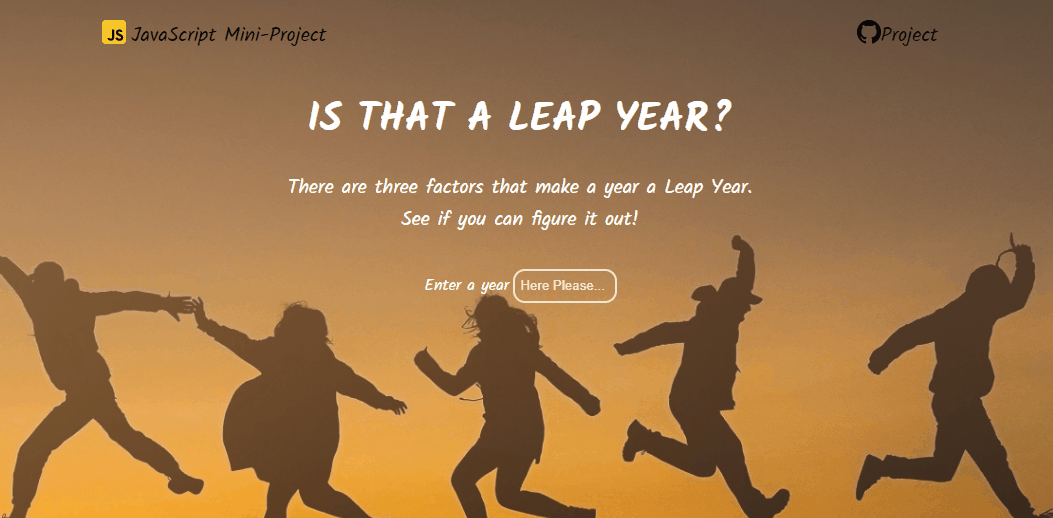 JS JavaScript Mini-Project
Project
IS THAT A LEAP YEAR?
There are three factors that make a year a Leap Year.
See if you can figure it out!
Enter a year Here Please...